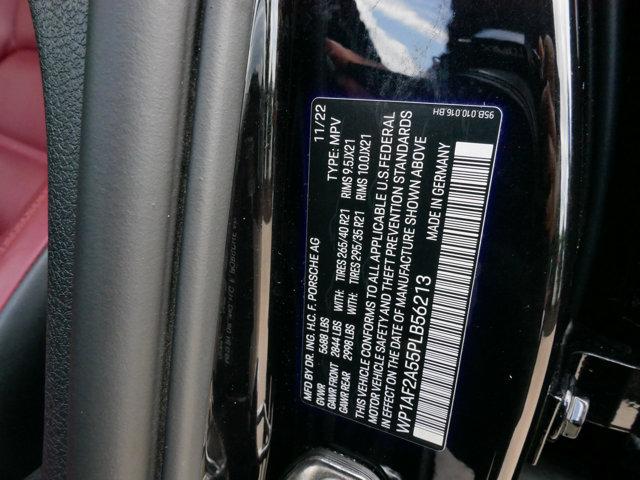 MFD BY DR. ING. H.C. F. PORSCHE AG 11/22
GVWR 5688 LBS TYPE: MPV
GAWR FRONT 2844 LBS WITH: TIRES 265/40 R21 RIMS 9.5JX21
GAWR REAR 2998 LBS WITH: TIRES 295/35 R21 RIMS 10.0JX21
THIS VEHICLE CONFORMS TO ALL APPLICABLE U.S. FEDERAL
MOTOR VEHICLE SAFETY AND THEFT PREVENTION STANDARDS
IN EFFECT ON THE DATE OF MANUFACTURE SHOWN ABOVE
WP1AF2A55PLB56213 MADE IN GERMANY
95B.010.016.BH